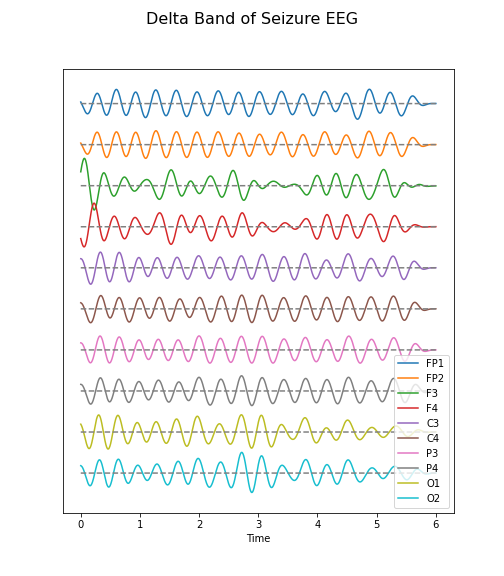 Delta Band of Seizure EEG
FP1
FP2
F3
F4
C3
C4
P3
P4
O1
O2
0 1 2 3 4 5 6
Time